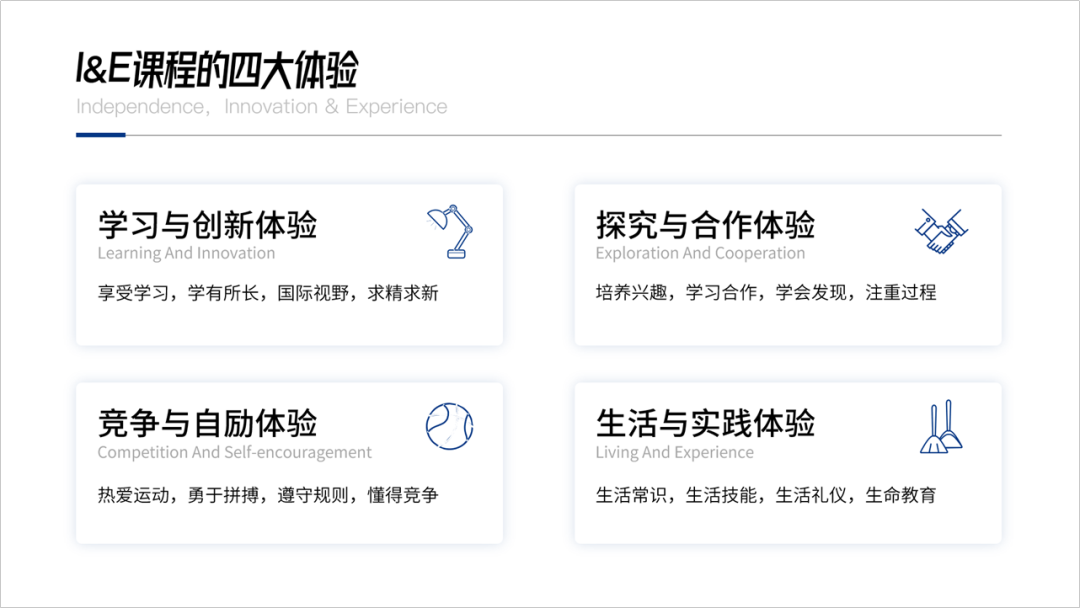 I&E课程的四大体验
Independence，Innovation & Experience
学习与创新体验
Learning And Innovation
享受学习，学有所长，国际视野，求精求新
探究与合作体验
Exploration And Cooperation
培养兴趣，学习合作，学会发现，注重过程
竞争与自励体验
Competition And Self-encouragement
热爱运动，勇于拼搏，遵守规则，懂得竞争
生活与实践体验
Living And Experience
生活常识，生活技能，生活礼仪，生命教育